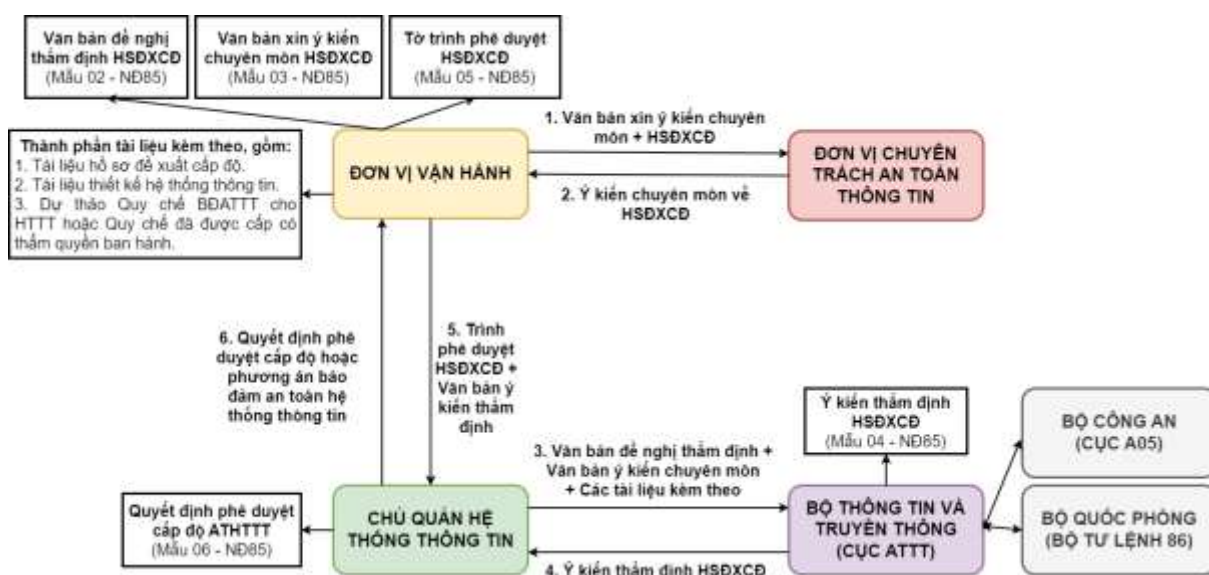 Văn bản đề nghị
thẩm định HSĐXCĐ
(Mẫu 02 - NĐ85)
Văn bản xin ý kiến
chuyên môn HSĐXCĐ
(Mẫu 03 - NĐ85)
Tờ trình phê duyệt
HSĐXCĐ
(Mẫu 05 - NĐ85)
Thành phần tài liệu kèm theo, gồm:
1. Tài liệu hồ sơ đề xuất cấp độ.
2. Tài liệu thiết kế hệ thống thông tin.
3. Dự thảo Quy chế BĐATTT cho
HTTT hoặc Quy chế đã được cấp có
thẩm quyền ban hành.
ĐƠN VỊ VẬN HÀNH
1. Văn bản xin ý kiến chuyên
môn + HSĐXCĐ
2. Ý kiến chuyên môn về
HSĐXCĐ
ĐƠN VỊ CHUYÊN
TRÁCH AN TOÀN
THÔNG TIN
6. Quyết định phê
duyệt cấp độ hoặc
phương án bảo
đảm an toàn hệ
thống thông tin
5. Trình
phê duyệt
HSĐXCĐ +
Văn bản ý
kiến thẩm
định
Ý kiến thẩm định
HSĐXCĐ
(Mẫu 04 - NĐ85)
BỘ CÔNG AN
(CỤC A05)
3. Văn bản đề nghị thẩm định +
Văn bản ý kiến chuyên môn
+ Các tài liệu kèm theo
Quyết định phê duyệt
cấp độ ATHTTT
(Mẫu 06 - NĐ85)
CHỦ QUẢN HỆ
THỐNG THÔNG TIN
BỘ THÔNG TIN VÀ
TRUYỀN THÔNG
(CỤC ATTT)
BỘ QUỐC PHÒNG
(BỘ TƯ LỆNH 86)
4. Ý kiến thẩm định HSĐXCĐ